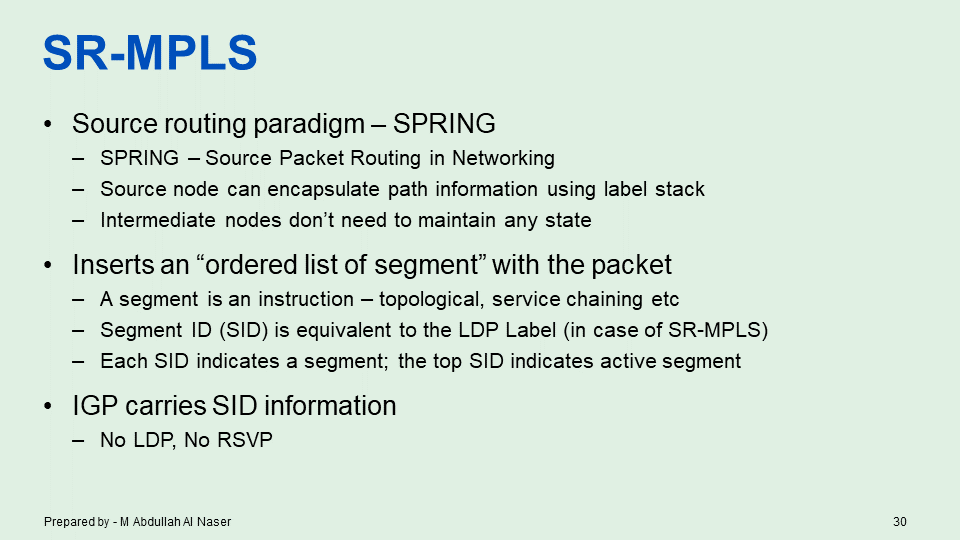 SR-MPLS
• Source routing paradigm – SPRING
– SPRING – Source Packet Routing in Networking
– Source node can encapsulate path information using label stack
– Intermediate nodes don’t need to maintain any state
• Inserts an “ordered list of segment” with the packet
– A segment is an instruction – topological, service chaining etc
– Segment ID (SID) is equivalent to the LDP Label (in case of SR-MPLS)
– Each SID indicates a segment; the top SID indicates active segment
• IGP carries SID information
– No LDP, No RSVP
Prepared by - M Abdullah Al Naser
30